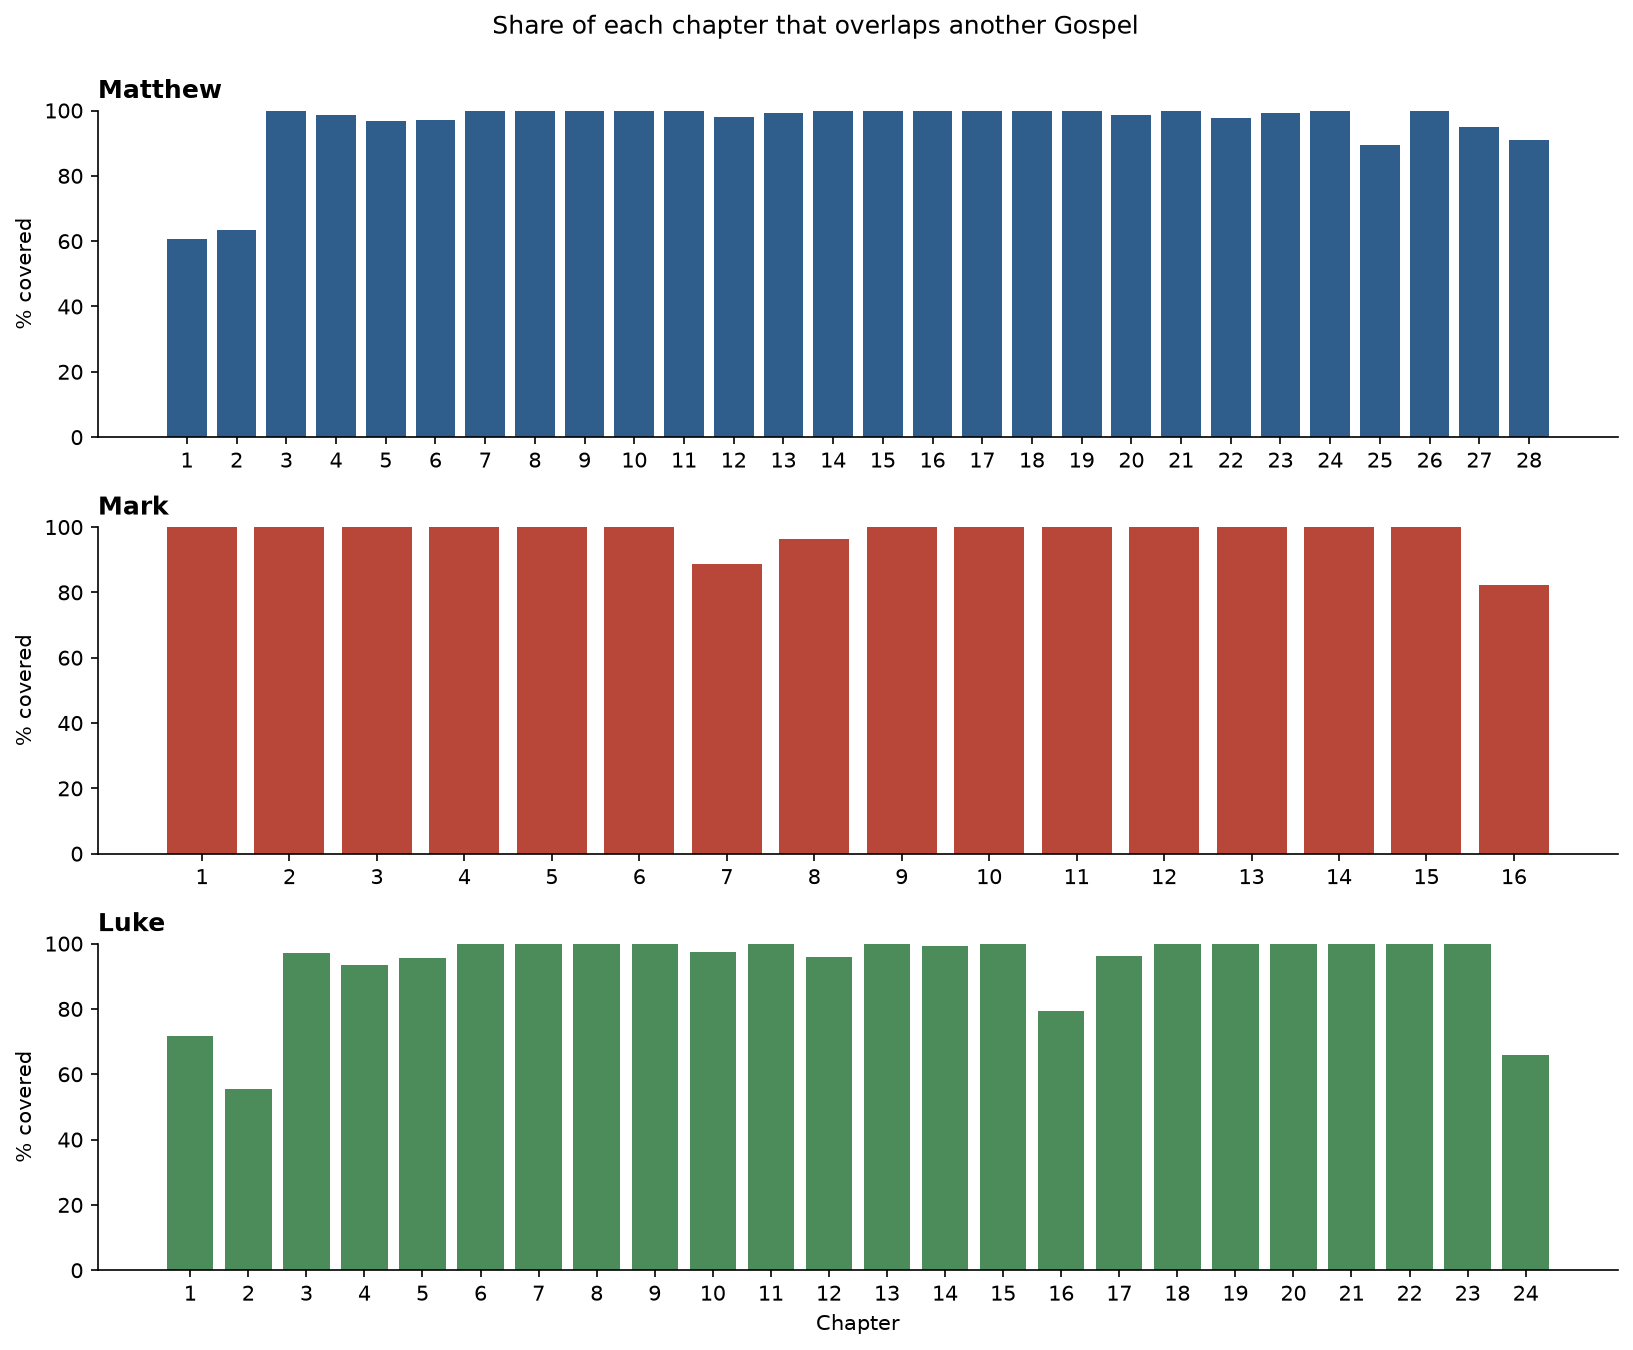 Share of each chapter that overlaps another Gospel
Matthew
% covered
100
80
60
40
20
0
1 2 3 4 5 6 7 8 9 10 11 12 13 14 15 16 17 18 19 20 21 22 23 24 25 26 27 28
Mark
% covered
100
80
60
40
20
0
1 2 3 4 5 6 7 8 9 10 11 12 13 14 15 16
Luke
% covered
100
80
60
40
20
0
1 2 3 4 5 6 7 8 9 10 11 12 13 14 15 16 17 18 19 20 21 22 23 24
Chapter